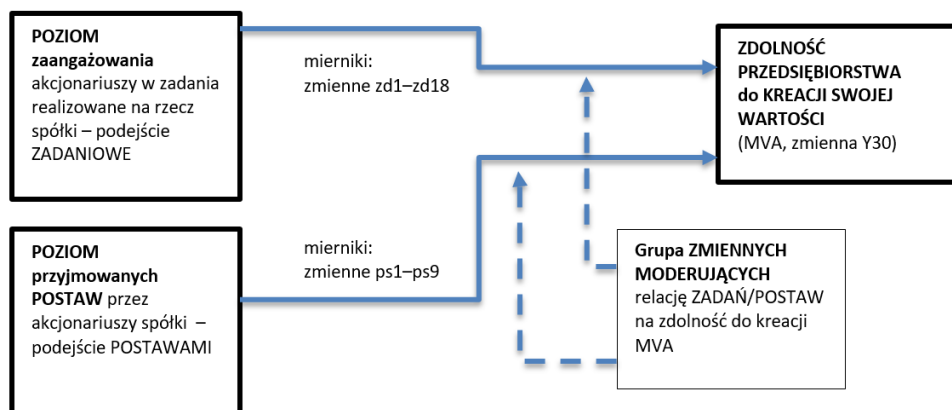 POZIOM
zaangażowania
akcjonariuszy w zadania
realizowane na rzecz
spółki – podejście
ZADANIOWE
mierniki:
zmienne zd1–zd18
ZDOLNOŚĆ
PRZEDSIĘBIORSTWA
do KREACJI SWOJEJ
WARTOŚCI
(MVA, zmienna Y30)
POZIOM
przyjmowanych
POSTAW przez
akcjonariuszy spółki –
podejście POSTAWAMI
mierniki:
zmienne ps1–ps9
Grupa ZMIENNYCH
MODERUJĄCYCH
relację ZADAŃ/POSTAW
na zdolność do kreacji
MVA